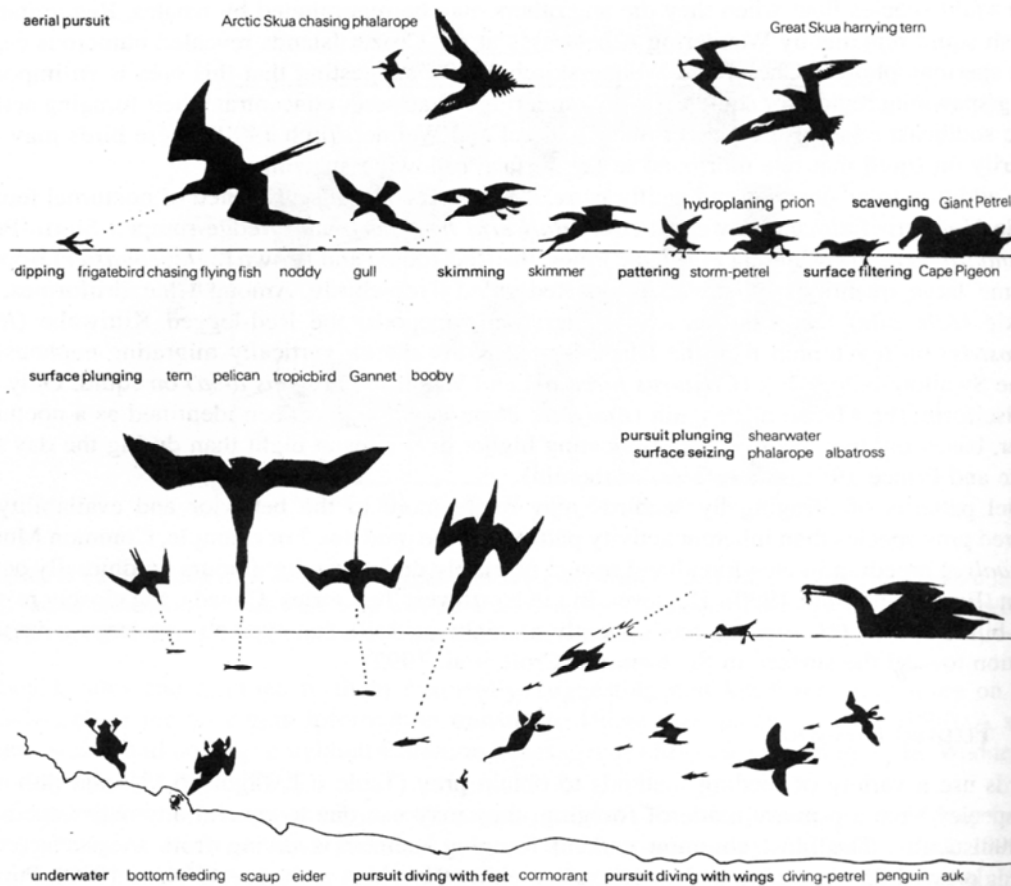 aerial pursuit
Arctic Skua chasing phalarope
Great Skua harrying tern
hydroplaning prion
scavenging Giant Petrel
dipping frigatebird chasing flying fish noddy gull skimming skimmer pattering storm-petrel surface filtering Cape Pigeon
surface plunging tern pelican tropicbird Gannet booby
pursuit plunging shearwater
surface seizing phalarope albatross
underwater bottom feeding scaup eider pursuit diving with feet cormorant pursuit diving with wings diving-petrel penguin auk